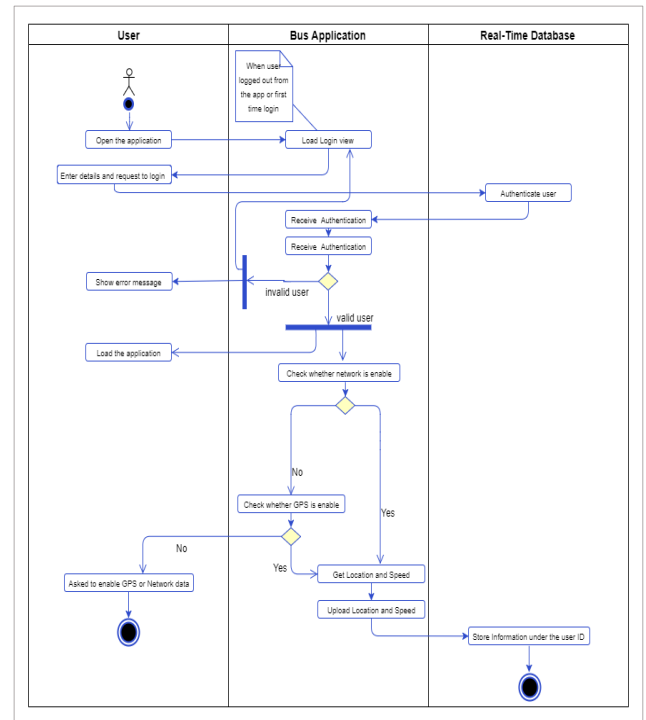 User
Bus Application
Real-Time Database
When user
logged out from
the app or first
time login
Open the application
Load Login view
Enter details and request to login
Authenticate user
Receive Authentication
Receive Authentication
Show error message
invalid user
valid user
Load the application
Check whether network is enable
No
Check whether GPS is enable
Yes
No
Yes
Get Location and Speed
Asked to enable GPS or Network data
Upload Location and Speed
Store Information under the user ID